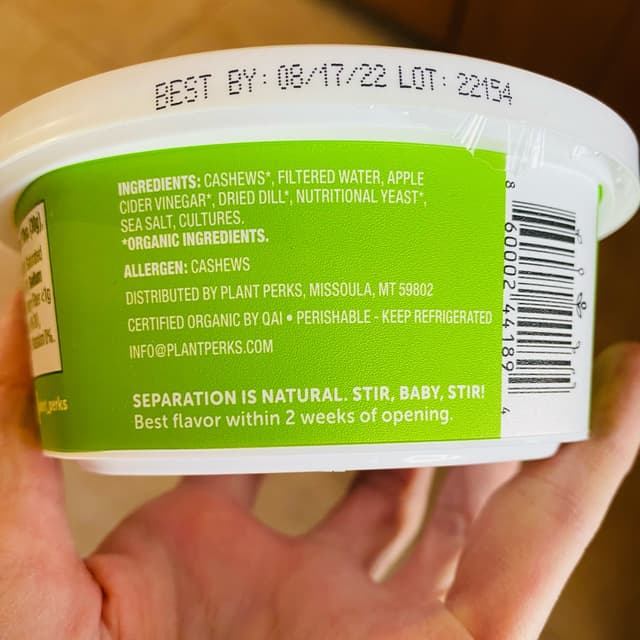 BEST BY: 08/17/22 LOT: 22154
INGREDIENTS: CASHEWS*, FILTERED WATER, APPLE
CIDER VINEGAR*, DRIED DILL*, NUTRITIONAL YEAST*,
SEA SALT, CULTURES.
*ORGANIC INGREDIENTS.
ALLERGEN: CASHEWS
DISTRIBUTED BY PLANT PERKS, MISSOULA, MT 59802
CERTIFIED ORGANIC BY QAI • PERISHABLE - KEEP REFRIGERATED
INFO@PLANTPERKS.COM
SEPARATION IS NATURAL. STIR, BABY, STIR!
Best flavor within 2 weeks of opening.
8 60002 44189 4